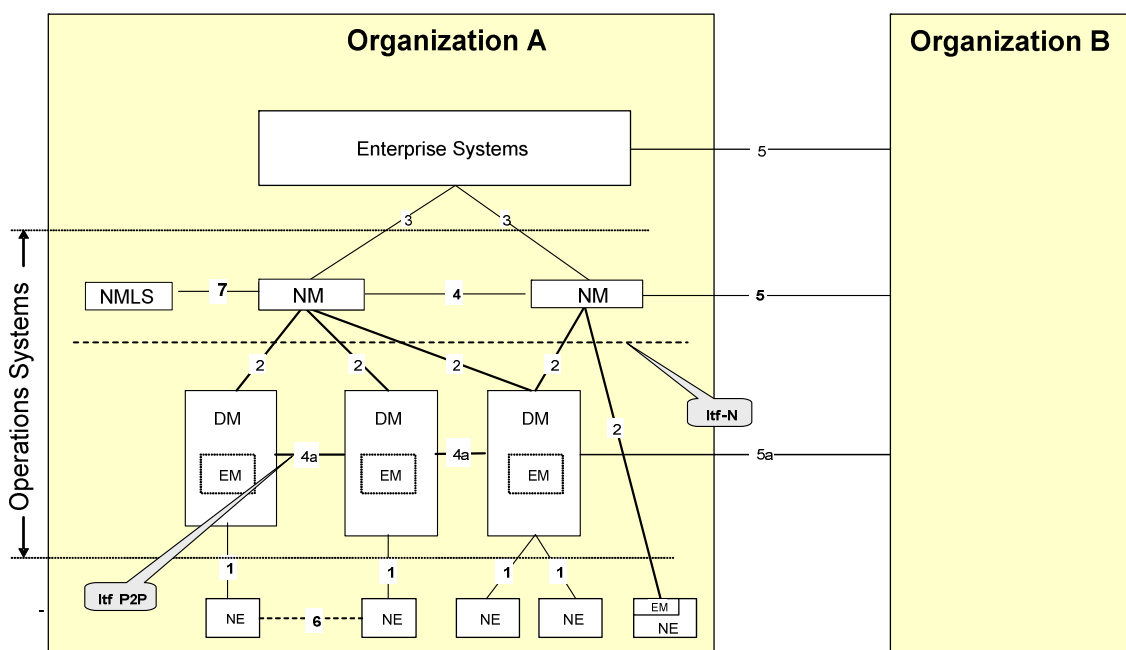 Organization A
Organization B
Enterprise Systems
5
3
3
Operations Systems
NMLS
7
NM
4
NM
5
2
2
2
2
Itf-N
DM
DM
DM
2
EM
4a
EM
4a
EM
5a
1
1
1
1
Itf P2P
-
NE
6
NE
NE
NE
EM
NE